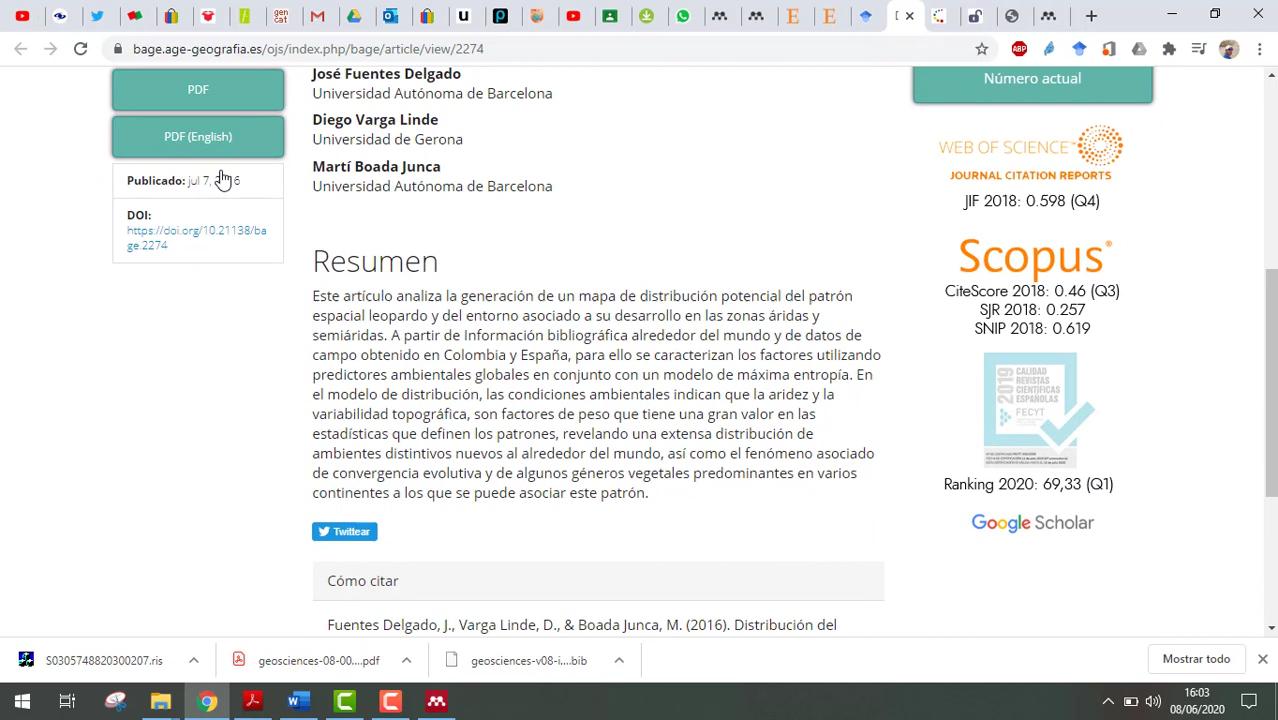 bage.age-geografia.es/ojs/index.php/bage/article/view/2274
PDF
PDF (English)
Publicado: jul 7,
DOI:
https://doi.org/10.21138/ba
ge.2274
José Fuentes Delgado
Universidad Autónoma de Barcelona
Diego Varga Linde
Universidad de Gerona
Martí Boada Junca
Universidad Autónoma de Barcelona
Resumen
Este artículo analiza la generación de un mapa de distribución potencial del patrón
espacial leopardo y del entorno asociado a su desarrollo en las zonas áridas y
semiáridas. A partir de Información bibliográfica alrededor del mundo y de datos de
campo obtenido en Colombia y España, para ello se caracterizan los factores utilizando
predictores ambientales globales en conjunto con un modelo de máxima entropía. En
el modelo de distribución, las condiciones ambientales indican que la aridez y la
variabilidad topográfica, son factores de peso que tiene una gran valor en las
estadísticas que definen los patrones, revelando una extensa distribución de
ambientes distintivos nuevos al alrededor del mundo, así como el fenómeno asociado
de convergencia evolutiva y de algunos géneros vegetales predominantes en varios
continentes a los que se puede asociar este patrón.
Twittear
Cómo citar
Fuentes Delgado, J., Varga Linde, D., & Boada Junca, M. (2016). Distribución del
Número actual
WEB OF SCIENCE
JOURNAL CITATION REPORTS
JIF 2018: 0.598 (Q4)
Scopus®
CiteScore 2018: 0.46 (Q3)
SJR 2018: 0.257
SNIP 2018: 0.619
2019
CALIDAD
REVISTAS
CIENTÍFICAS
ESPAÑOLAS
FECYT
Ranking 2020: 69,33 (Q1)
Google Scholar
S0305748820300207.ris
geosciences-08-00....pdf
geosciences-v08-i....bib
Mostrar todo
16:03
08/06/2020